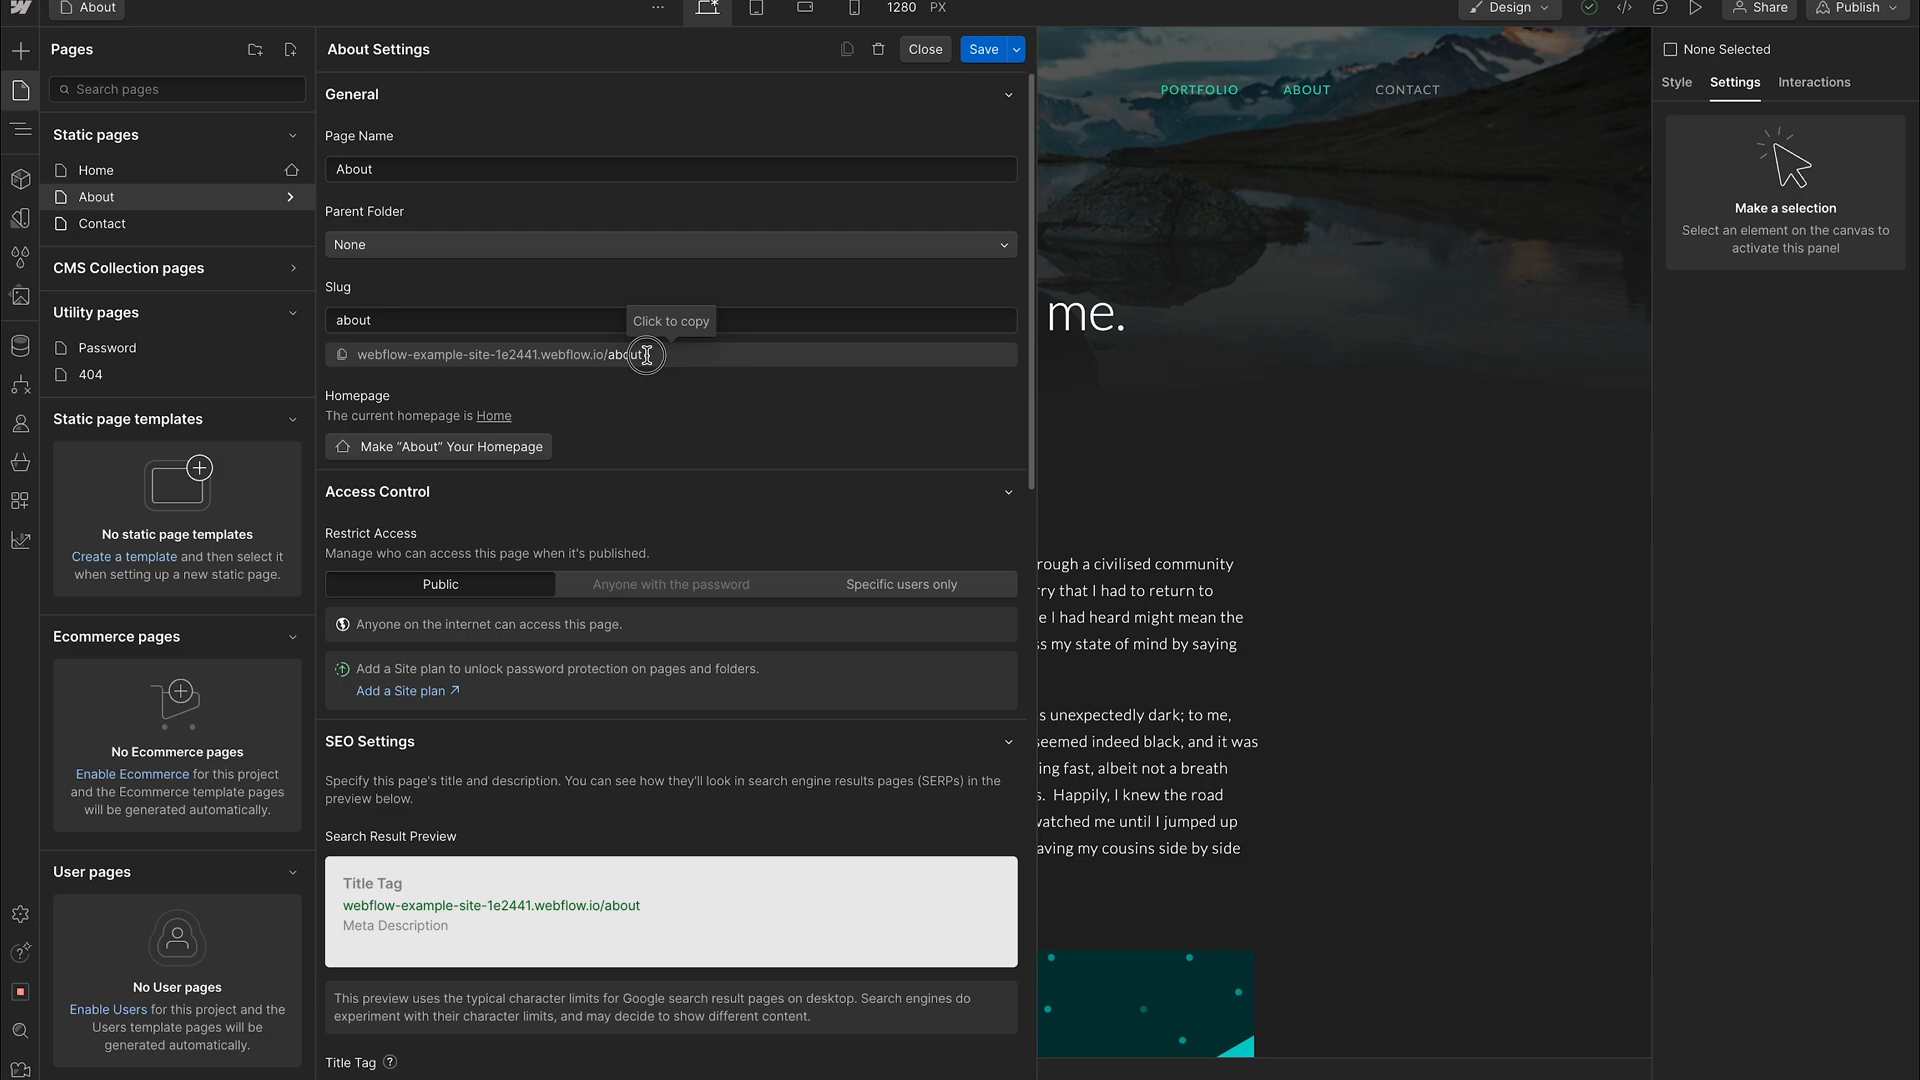 About
1280 PX
Design
Share
Publish
Pages
Search pages
Static pages
Home
About
Contact
CMS Collection pages
Utility pages
Password
404
Static page templates
No static page templates
Create a template and then select it
when setting up a new static page.
Ecommerce pages
No Ecommerce pages
Enable Ecommerce for this project
and the Ecommerce template pages
will be generated automatically.
User pages
No User pages
Enable Users for this project and the
Users template pages will be
generated automatically.
About Settings
Close
Save
General
Page Name
About
Parent Folder
None
Slug
about
Click to copy
webflow-example-site-1e2441.webflow.io/about
Homepage
The current homepage is Home
Make “About” Your Homepage
Access Control
Restrict Access
Manage who can access this page when it's published.
Public
Anyone with the password
Specific users only
Anyone on the internet can access this page.
Add a Site plan to unlock password protection on pages and folders.
Add a Site plan
SEO Settings
Specify this page's title and description. You can see how they'll look in search engine results pages (SERPs) in the
preview below.
Search Result Preview
Title Tag
webflow-example-site-1e2441.webflow.io/about
Meta Description
This preview uses the typical character limits for Google search result pages on desktop. Search engines do
experiment with their character limits, and may decide to show different content.
Title Tag
PORTFOLIO
ABOUT
CONTACT
me.
rough a civilised community
rry that I had to return to
e I had heard might mean the
ss my state of mind by saying
s unexpectedly dark; to me,
seemed indeed black, and it was
ing fast, albeit not a breath
s. Happily, I knew the road
watched me until I jumped up
aving my cousins side by side
None Selected
Style
Settings
Interactions
Make a selection
Select an element on the canvas to
activate this panel